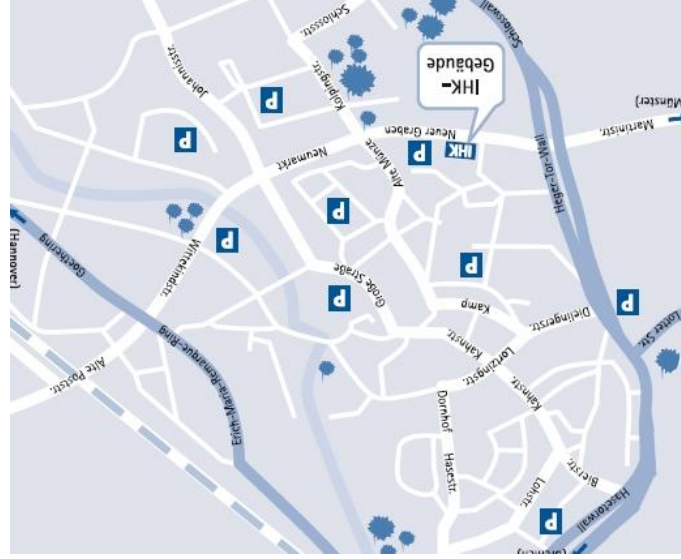 P
Hasetorwall
Lohstr.
Bierstr.
Hasestr.
Dornhof
Erich-Maria-Remarque-Ring
Alte Poststr.
Kahnstr.
Lortzingstr.
Kahnstr.
Lotter Str.
Dielingerstr.
Kamp
P
P
Große Straße
P
P
Wittekindstr.
Goethering
(Hannover)
P
Heger-Tor-Wall
Alte Münze
IHK
P
Neumarkt
P
Neuer Graben
Martinistr.
(Münster)
P
IHK-
Gebäude
Kolpingstr.
Johannisstr.
Schlosswall
Schlossstr.